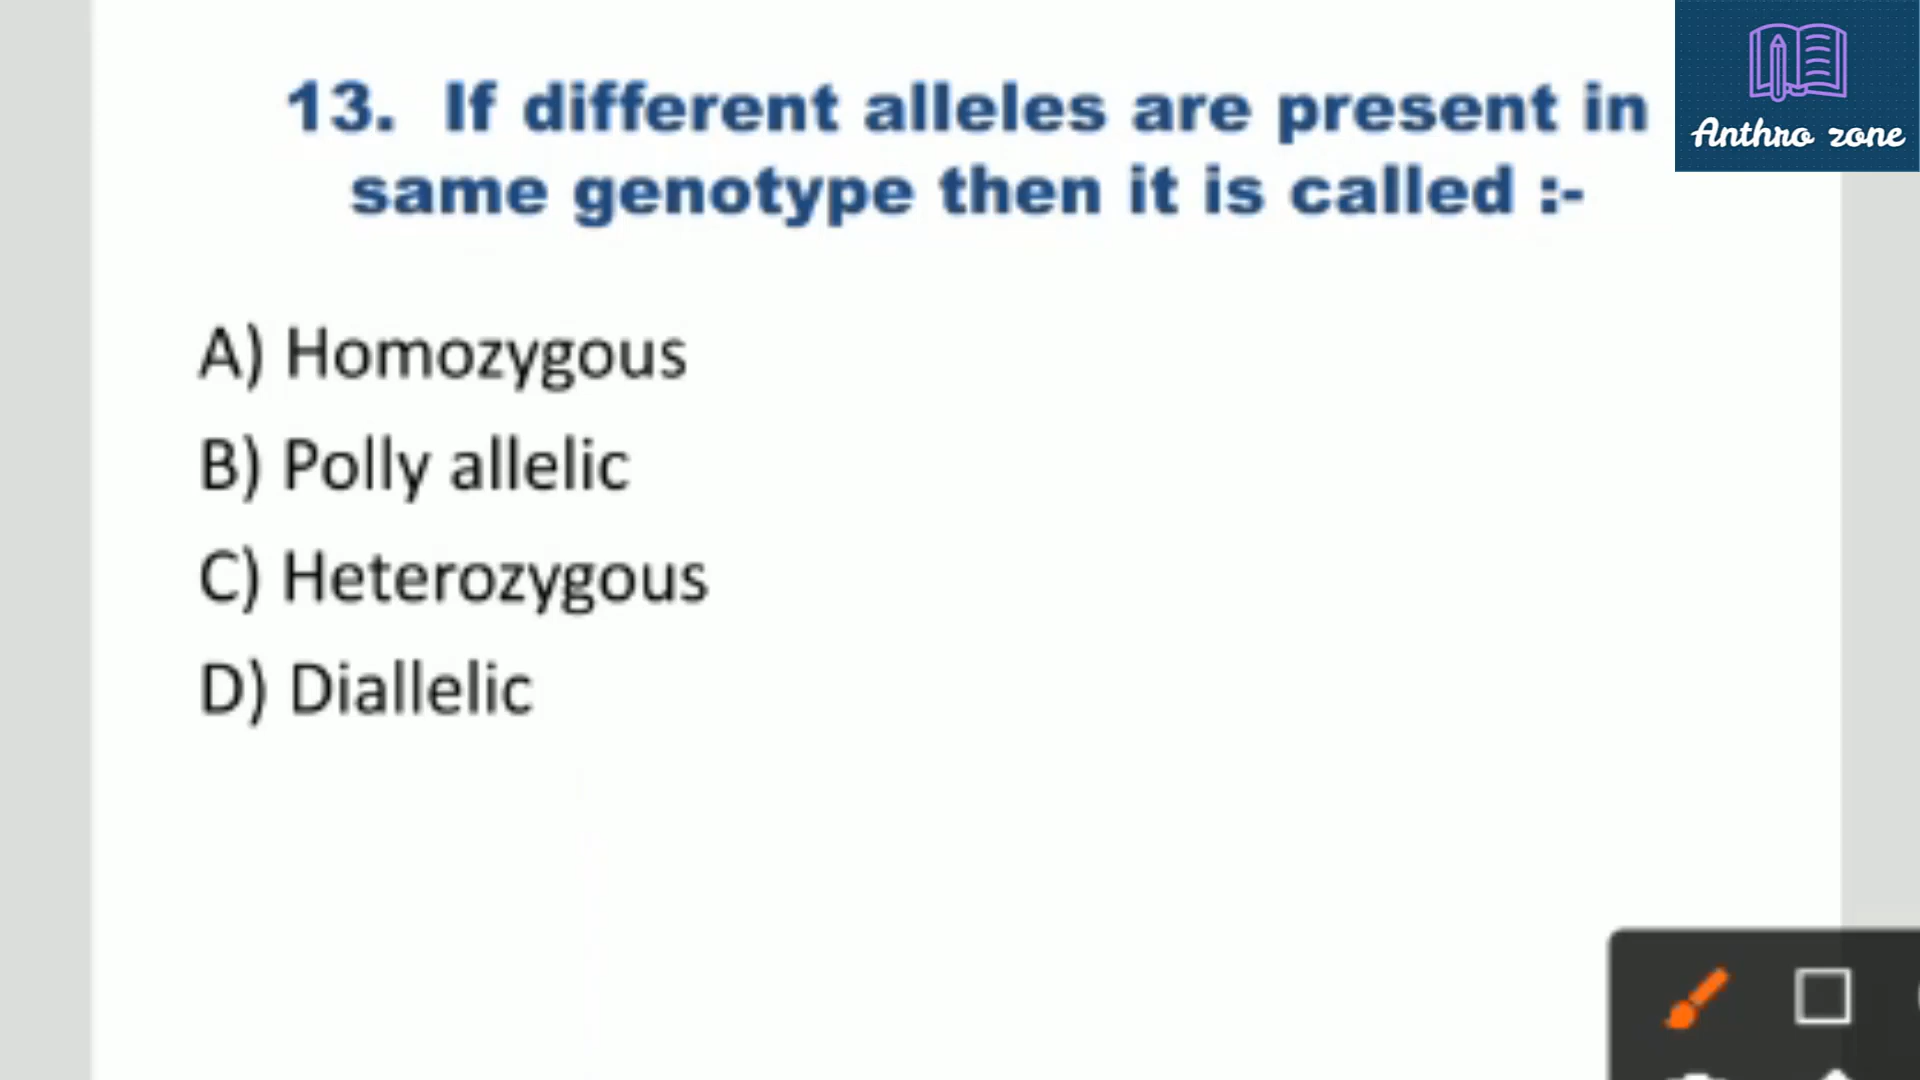 13. If different alleles are present in
same genotype then it is called :-
Anthro zone
A) Homozygous
B) Polly allelic
C) Heterozygous
D) Diallelic